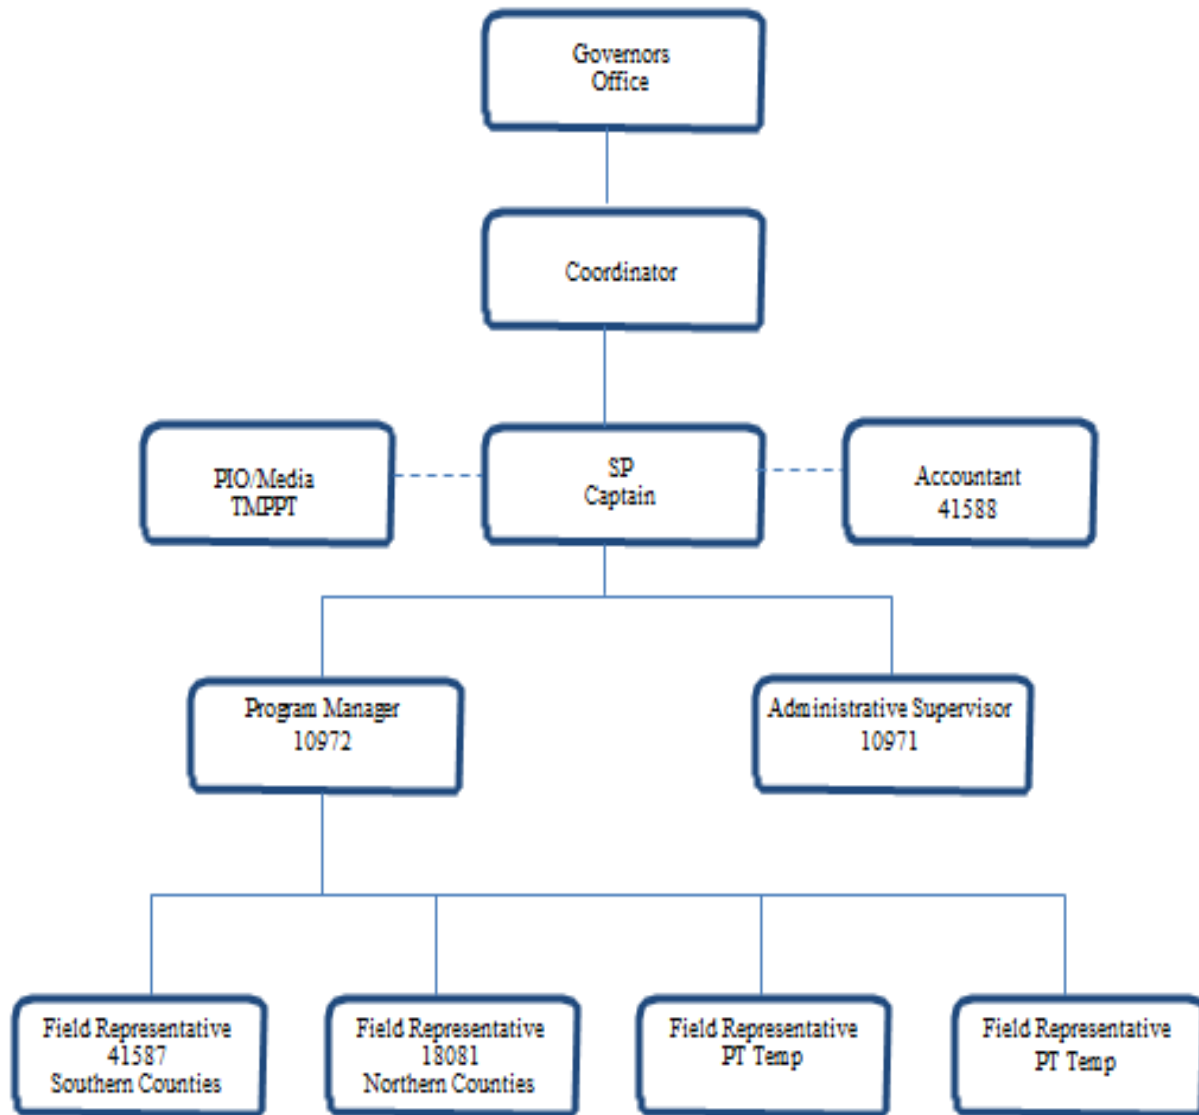 Governors
Office
Coordinator
PIO/Media
TMPPT
SP
Captain
Accountant
41588
Program Manager
10972
Administrative Supervisor
10971
Field Representative
41587
Southern Counties
Field Representative
18081
Northern Counties
Field Representative
PT Temp
Field Representative
PT Temp